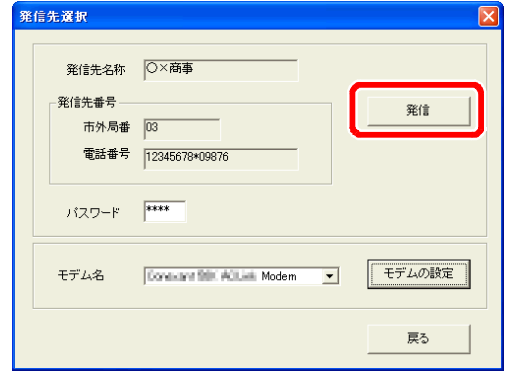 発信先選択
発信先名称 〇×商事
発信先番号
市外局番 03
電話番号 12345678*09876
発信
パスワード ****
モデム名 Modem モデムの設定
戻る